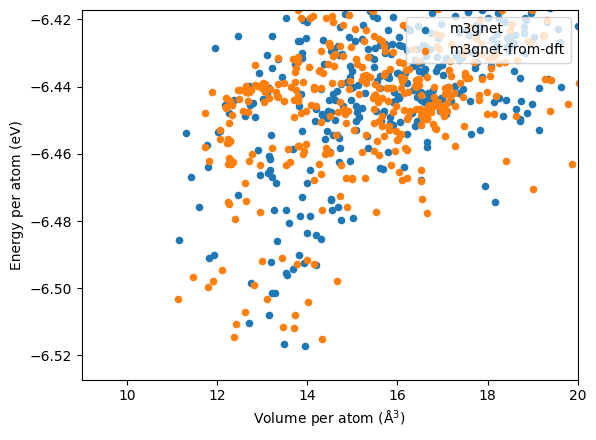 −6.42
−6.44
−6.46
−6.48
−6.50
−6.52
Energy per atom (eV)
m3gnet
m3gnet-from-dft
10 12 14 16 18 20
Volume per atom (Å³)